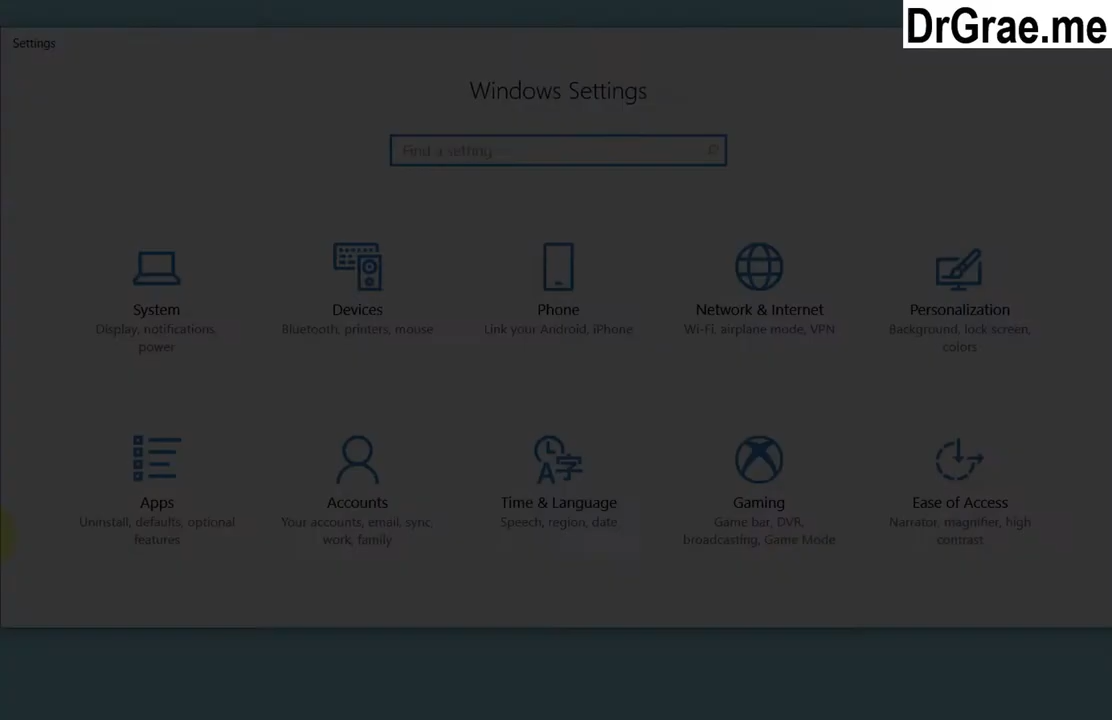 DrGrae.me
Settings
Windows Settings
Find a setting
System
Display, notifications,
power
Devices
Bluetooth, printers, mouse
Phone
Link your Android, iPhone
Network & Internet
Wi-Fi, airplane mode, VPN
Personalization
Background, lock screen,
colors
Apps
Uninstall, defaults, optional
features
Accounts
Your accounts, email, sync,
work, family
Time & Language
Speech, region, date
Gaming
Game bar, DVR,
broadcasting, Game Mode
Ease of Access
Narrator, magnifier, high
contrast